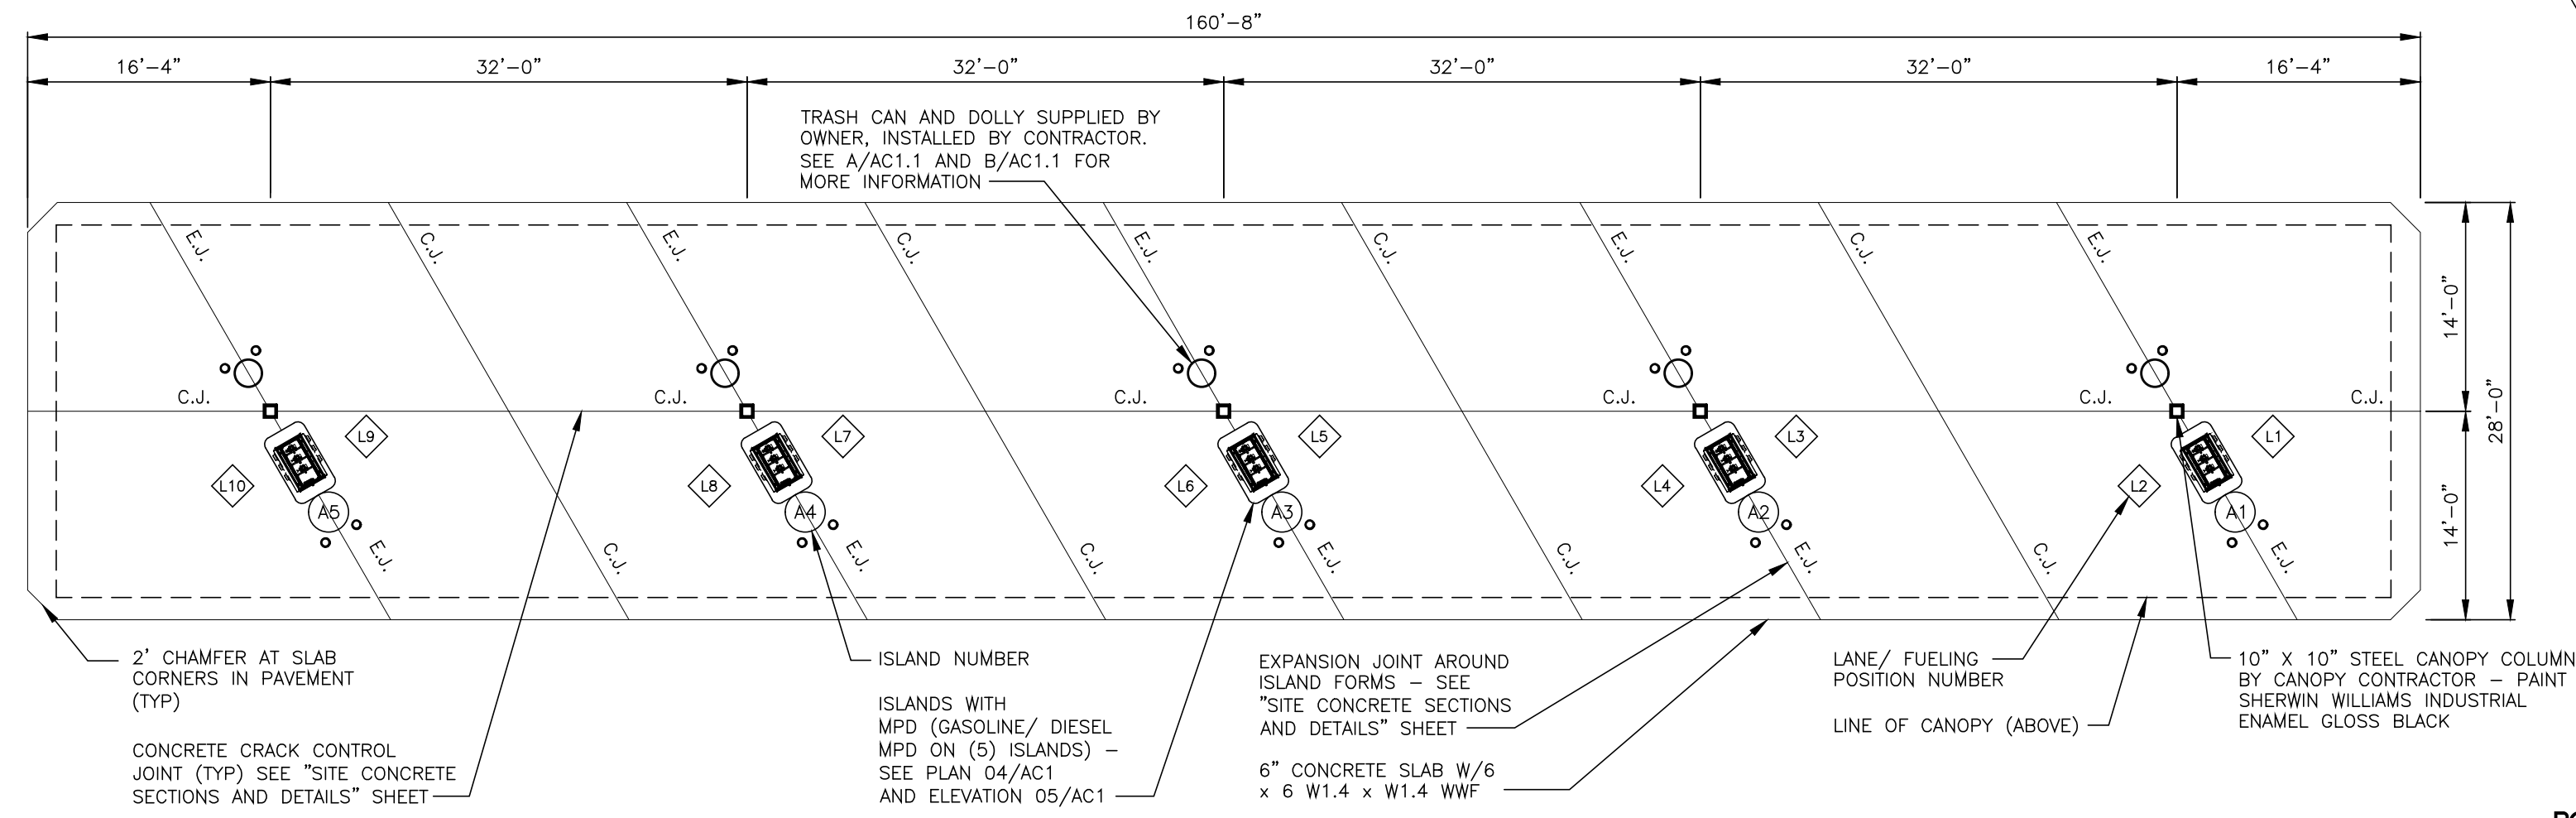 160'-8"
16'-4"
32'-0"
32'-0"
32'-0"
32'-0"
16'-4"
TRASH CAN AND DOLLY SUPPLIED BY
OWNER, INSTALLED BY CONTRACTOR.
SEE A/AC1.1 AND B/AC1.1 FOR
MORE INFORMATION
E.J.
C.J.
E.J.
C.J.
E.J.
C.J.
E.J.
C.J.
E.J.
14'-0"
28'-0"
14'-0"
C.J.
C.J.
C.J.
C.J.
C.J.
C.J.
L9
L7
L5
L3
L1
L10
L8
L6
L4
L2
A5
A4
A3
A2
A1
E.J.
C.J.
E.J.
C.J.
E.J.
C.J.
E.J.
C.J.
E.J.
2' CHAMFER AT SLAB
CORNERS IN PAVEMENT
(TYP)
CONCRETE CRACK CONTROL
JOINT (TYP) SEE "SITE CONCRETE
SECTIONS AND DETAILS" SHEET
ISLAND NUMBER
ISLANDS WITH
MPD (GASOLINE/ DIESEL
MPD ON (5) ISLANDS) -
SEE PLAN 04/AC1
AND ELEVATION 05/AC1
EXPANSION JOINT AROUND
ISLAND FORMS - SEE
"SITE CONCRETE SECTIONS
AND DETAILS" SHEET
6" CONCRETE SLAB W/6
x 6 W1.4 x W1.4 WWF
LANE/ FUELING
POSITION NUMBER
LINE OF CANOPY (ABOVE)
10" X 10" STEEL CANOPY COLUMN
BY CANOPY CONTRACTOR - PAINT
SHERWIN WILLIAMS INDUSTRIAL
ENAMEL GLOSS BLACK